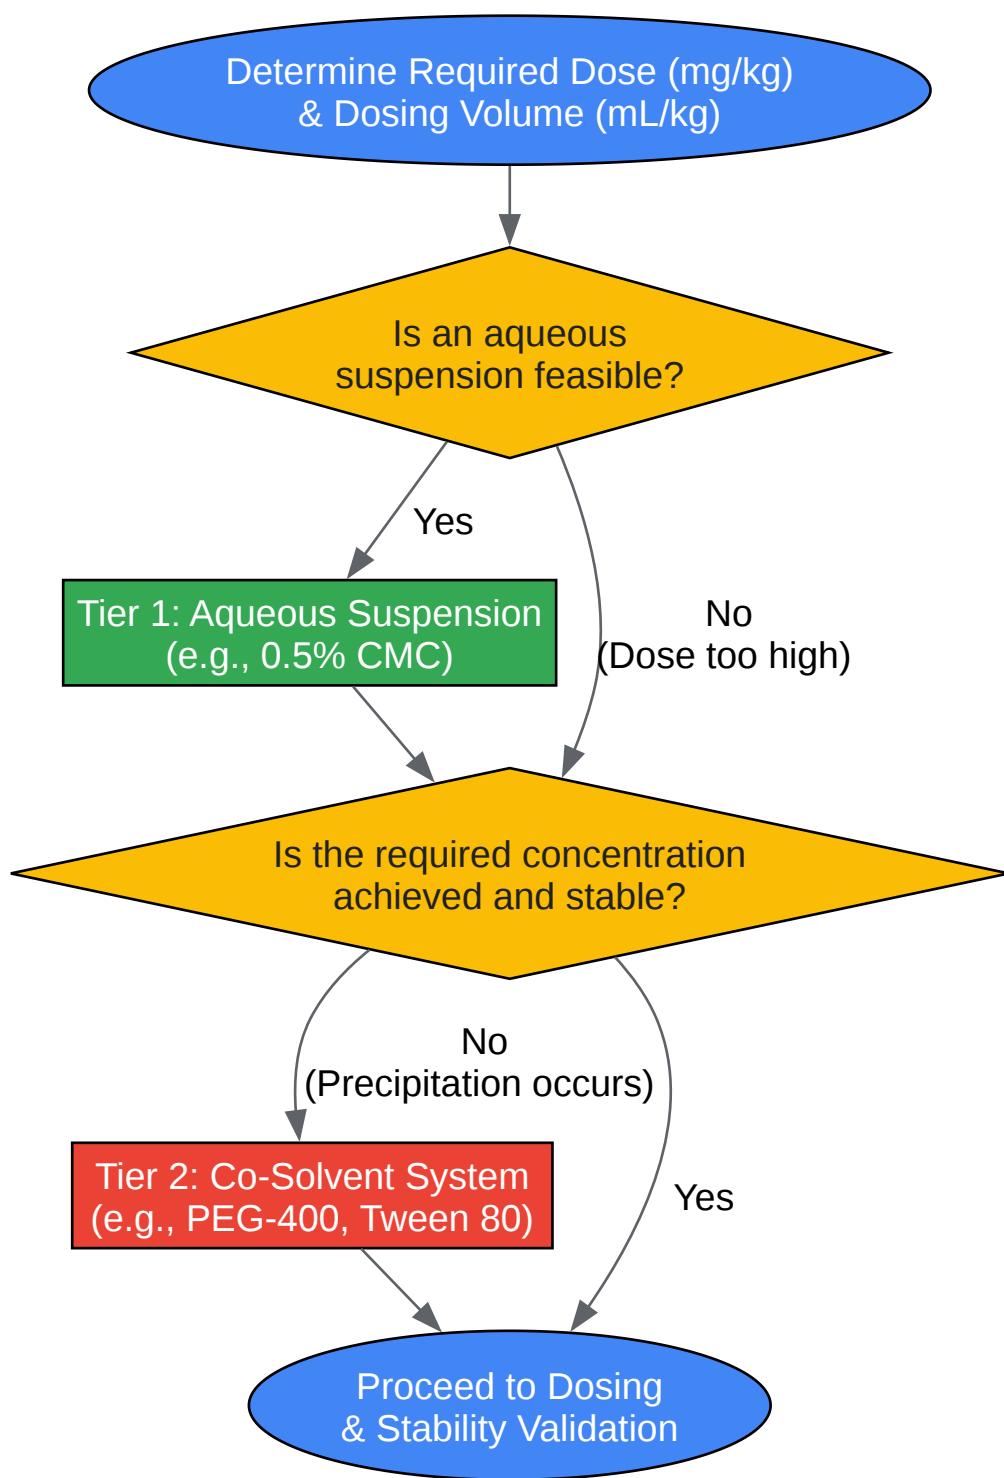 Determine Required Dose (mg/kg)
& Dosing Volume (mL/kg)
Is an aqueous
suspension feasible?
Yes
Tier 1: Aqueous Suspension
(e.g., 0.5% CMC)
No
(Dose too high)
Is the required concentration
achieved and stable?
No
(Precipitation occurs)
Tier 2: Co-Solvent System
(e.g., PEG-400, Tween 80)
Yes
Proceed to Dosing
& Stability Validation